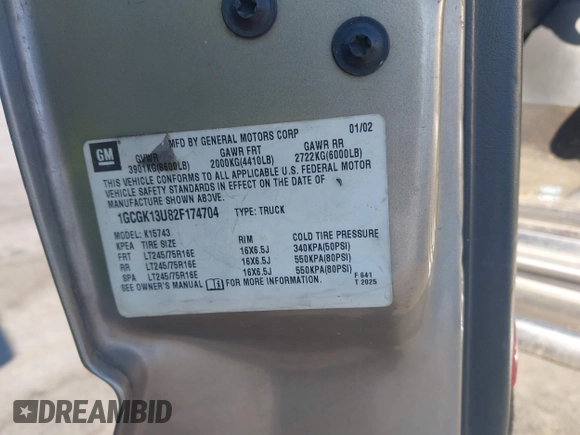 GM
MFD BY GENERAL MOTORS CORP 01/02
GVWR GAWR FRT GAWR RR
3901KG(8600LB) 2000KG(4410LB) 2722KG(6000LB)
THIS VEHICLE CONFORMS TO ALL APPLICABLE U.S. FEDERAL MOTOR
VEHICLE SAFETY STANDARDS IN EFFECT ON THE DATE OF
MANUFACTURE SHOWN ABOVE.
1GCGK13U82F174704 TYPE: TRUCK
MODEL: K15743
KPEA TIRE SIZE RIM COLD TIRE PRESSURE
FRT LT245/75R16E 16X6.5J 340KPA(50PSI)
RR LT245/75R16E 16X6.5J 550KPA(80PSI)
SPA LT245/75R16E 16X6.5J 550KPA(80PSI)
SEE OWNER'S MANUAL FOR MORE INFORMATION.
F 641
T 2025
DREAMBID